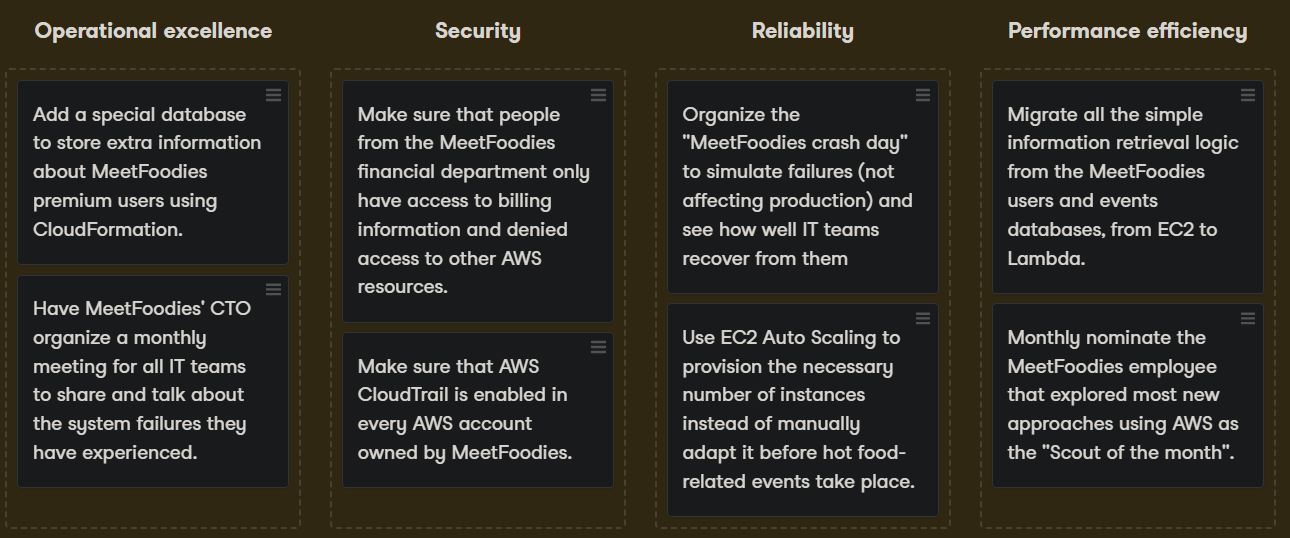 Operational excellence
Add a special database
to store extra information
about MeetFoodies
premium users using
CloudFormation.
Have MeetFoodies' CTO
organize a monthly
meeting for all IT teams
to share and talk about
the system failures they
have experienced.
Security
Make sure that people
from the MeetFoodies
financial department only
have access to billing
information and denied
access to other AWS
resources.
Make sure that AWS
CloudTrail is enabled in
every AWS account
owned by MeetFoodies.
Reliability
Organize the
"MeetFoodies crash day"
to simulate failures (not
affecting production) and
see how well IT teams
recover from them
Use EC2 Auto Scaling to
provision the necessary
number of instances
instead of manually
adapt it before hot food-
related events take place.
Performance efficiency
Migrate all the simple
information retrieval logic
from the MeetFoodies
users and events
databases, from EC2 to
Lambda.
Monthly nominate the
MeetFoodies employee
that explored most new
approaches using AWS as
the "Scout of the month".